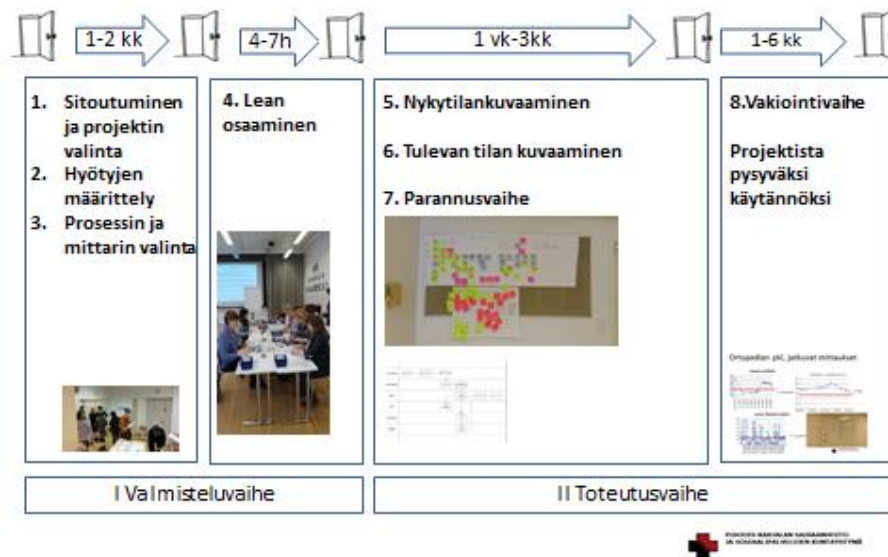 1-2 kk
4-7h
1 vk-3kk
1-6 kk
1. Sitoutuminen
ja projektin
valinta
2. Hyötyjen
määrittely
3. Prosessin ja
mittarin valinta
4. Lean
osaaminen
5. Nykytilankuvaaminen
6. Tulevan tilan kuvaaminen
7. Parannusvaihe
8.Vakiointivaihe
Projektista
pysyväksi
käytännöksi
Ortopedian pkl, jatkuvat mittaukset
I Valmisteluvaihe
II Toteutusvaihe